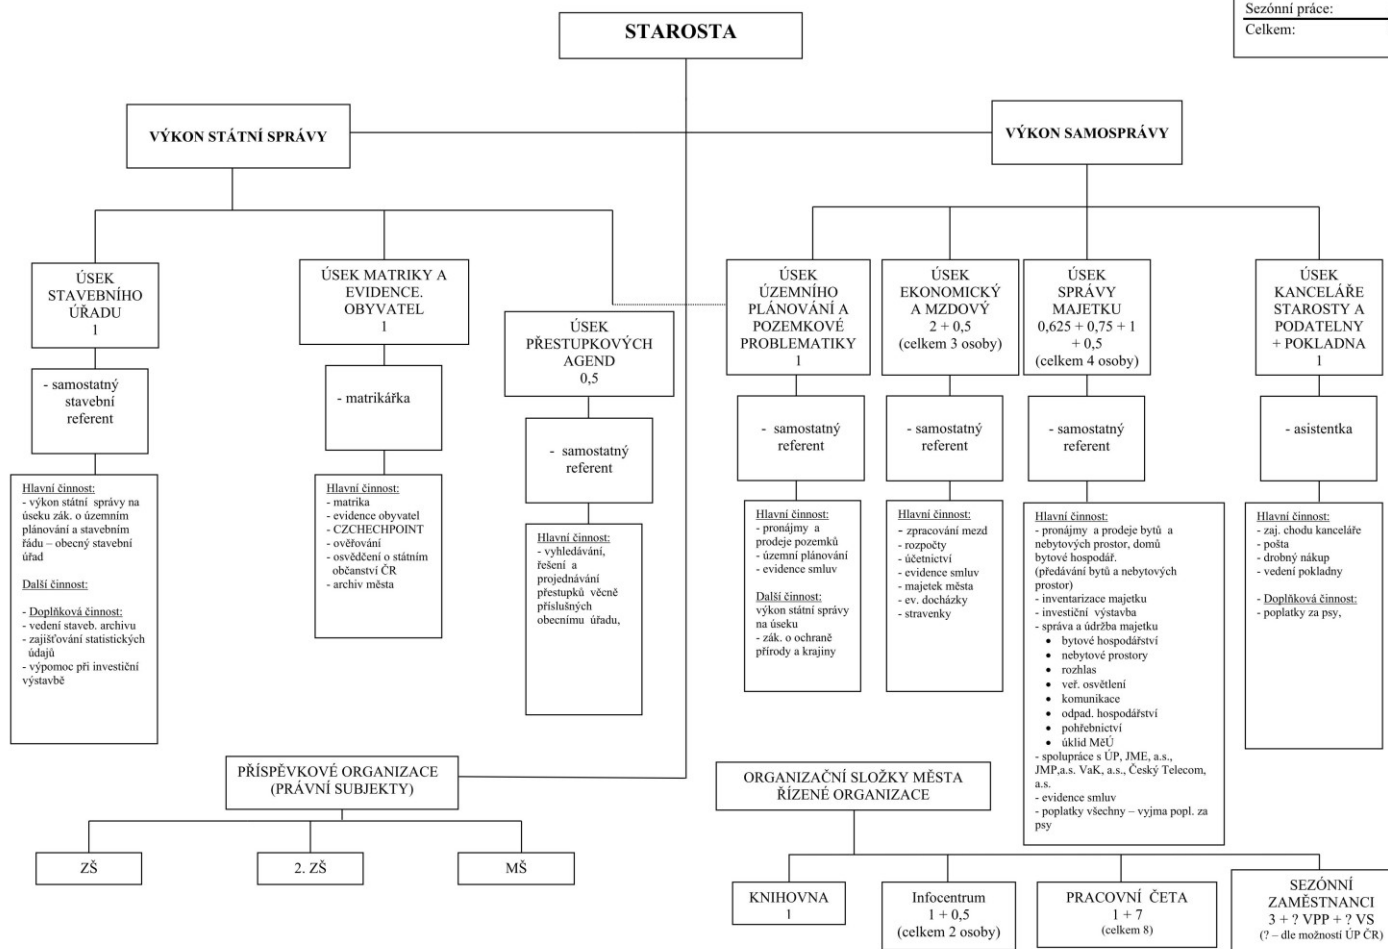 Sezónní práce:
Celkem:
STAROSTA
VÝKON STÁTNÍ SPRÁVY
VÝKON SAMOSPRÁVY
ÚSEK
STAVEBNÍHO
ÚŘADU
1
- samostatný
stavební
referent
Hlavní činnost:
- výkon státní správy na
úseku zák. o územním
plánování a stavebním
řádu – obecný stavební
úřad
Další činnost:
- Doplňková činnost:
- vedení staveb. archivu
- zajišťování statistických
údajů
- výpomoc při investiční
výstavbě
ÚSEK MATRIKY A
EVIDENCE.
OBYVATEL
1
- matrikářka
Hlavní činnost:
- matrika
- evidence obyvatel
- CZCHECHPOINT
- ověřování
- osvědčení o státním
občanství ČR
- archiv města
ÚSEK
PŘESTUPKOVÝCH
AGEND
0,5
- samostatný
referent
Hlavní činnost:
- vyhledávání,
řešení a
projednávání
přestupků věcně
příslušných
obecnímu úřadu,
ÚSEK
ÚZEMNÍHO
PLÁNOVÁNÍ A
POZEMKOVÉ
PROBLEMATIKY
1
- samostatný
referent
Hlavní činnost:
- pronájmy a
prodeje pozemků
- územní plánování
- evidence smluv
Další činnost:
výkon státní správy
na úseku
- zák. o ochraně
přírody a krajiny
ÚSEK
EKONOMICKÝ
A MZDOVÝ
2 + 0,5
(celkem 3 osoby)
- samostatný
referent
Hlavní činnost:
- zpracování mezd
- rozpočty
- účetnictví
- evidence smluv
- majetek města
- ev. docházky
- stravenky
ÚSEK
SPRÁVY
MAJETKU
0,625 + 0,75 + 1
+ 0,5
(celkem 4 osoby)
- samostatný
referent
Hlavní činnost:
- pronájmy a prodeje bytů a
nebytových prostor, domů
bytové hospodář.
(předávání bytů a nebytových
prostor)
- inventarizace majetku
- investiční výstavba
- správa a údržba majetku
• bytové hospodářství
• nebytové prostory
• rozhlas
• veř. osvětlení
• komunikace
• odpad. hospodářství
• pohřebnictví
• úklid MěÚ
- spolupráce s ÚP, JME, a.s.,
JMP,a.s. VaK, a.s., Český Telecom,
a.s.
- evidence smluv
- poplatky všechny – vyjma popl. za
psy
ÚSEK
KANCELÁŘE
STAROSTY A
PODATELNY
+ POKLADNA
1
- asistentka
Hlavní činnost:
- zaj. chodu kanceláře
- pošta
- drobný nákup
- vedení pokladny
- Doplňková činnost:
- poplatky za psy,
PŘÍSPĚVKOVÉ ORGANIZACE
(PRÁVNÍ SUBJEKTY)
ZŠ
2. ZŠ
MŠ
ORGANIZAČNÍ SLOŽKY MĚSTA
ŘÍZENÉ ORGANIZACE
KNIHOVNA
1
Infocentrum
1 + 0,5
(celkem 2 osoby)
PRACOVNÍ ČETA
1 + 7
(celkem 8)
SEZÓNNÍ
ZAMĚSTNANCI
3 + ? VPP + ? VS
(? – dle možností ÚP ČR)